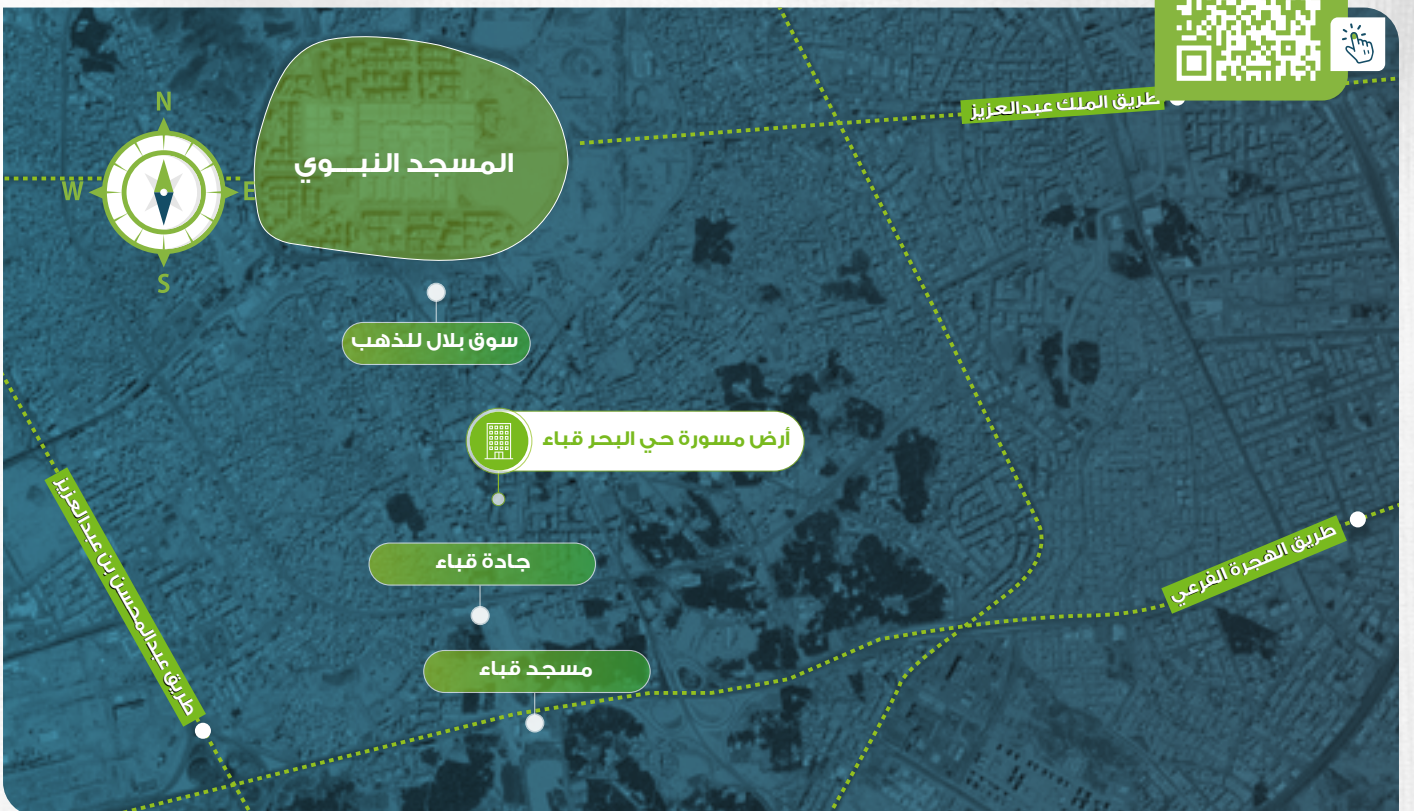 طريق الملك عبدالعزيز
N
المسجد النبــوي
W
E
S
سوق بلال للذهب
أرض مسورة حي البحر قباء
طريق عبدالمحسن بن عبدالعزيز
طريق الهجرة الفرعي
جادة قباء
مسجد قباء